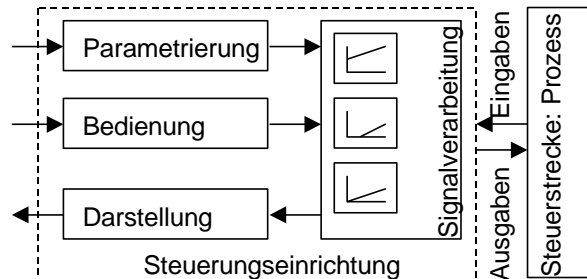 Parametrierung
Bedienung
Darstellung
Signalverarbeitung
Steuerungseinrichtung
Eingaben
Ausgaben
Steuerstrecke: Prozess